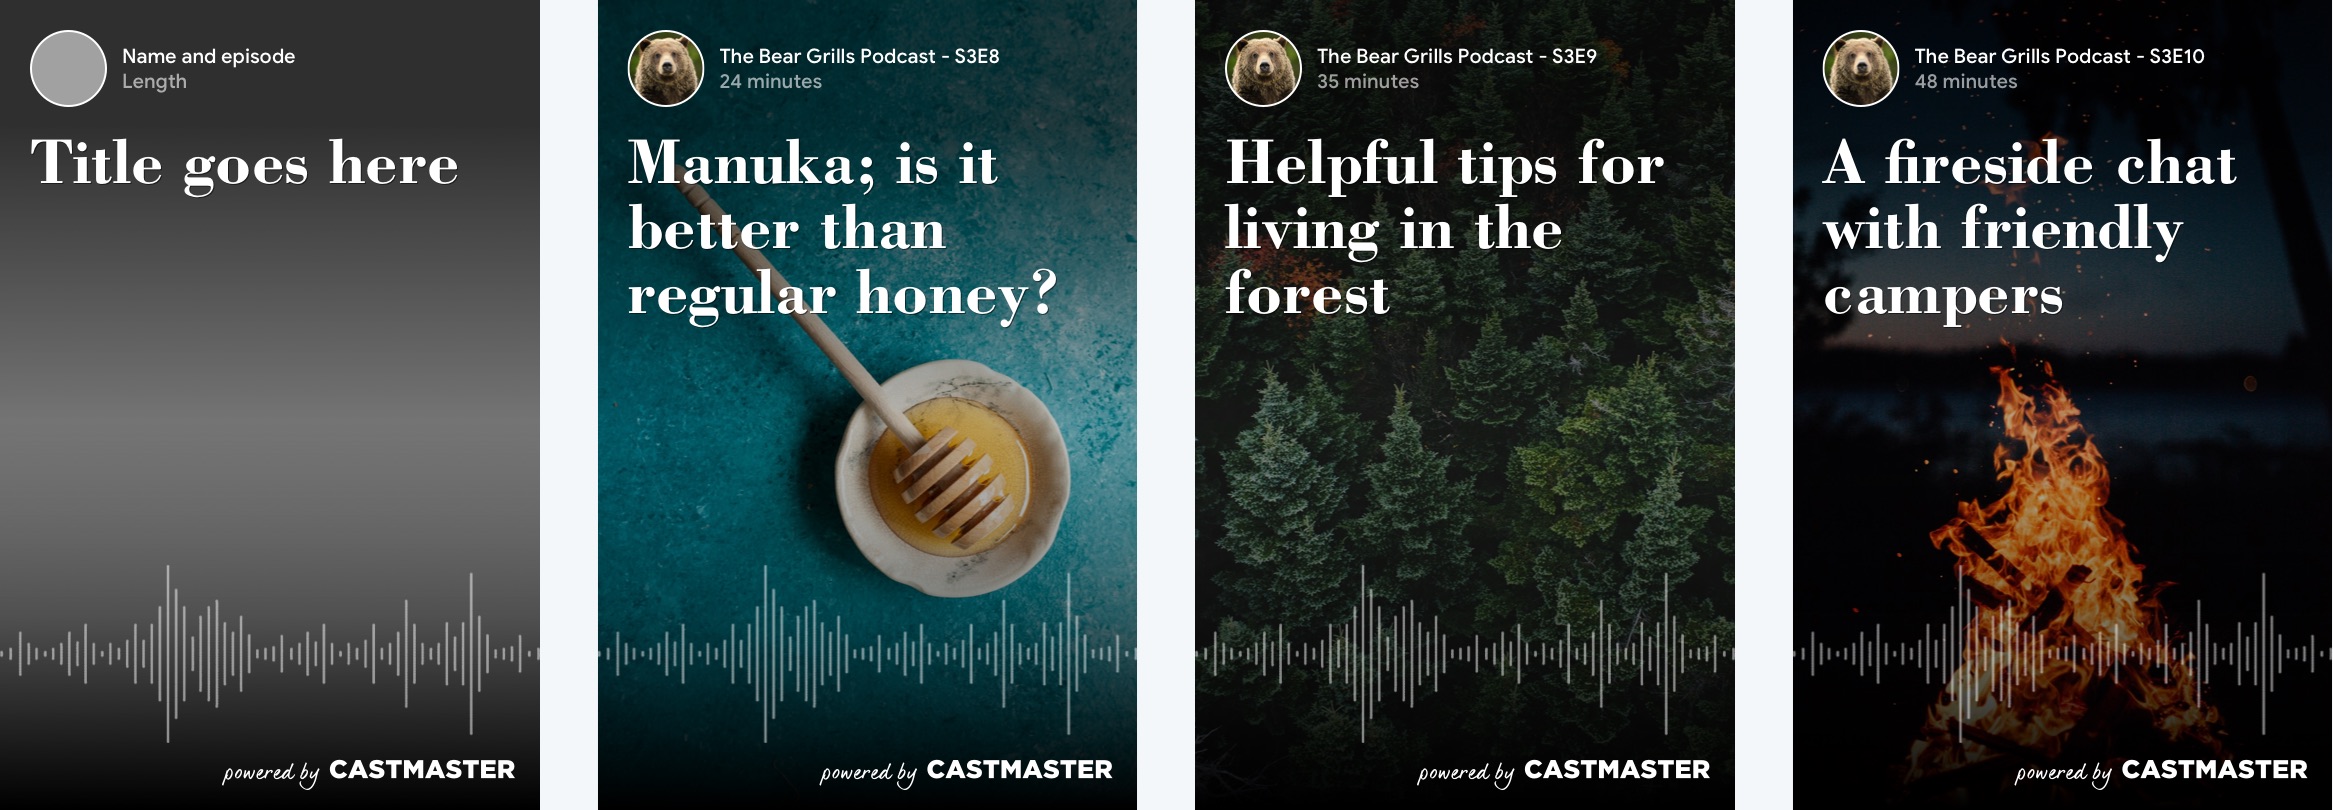 Name and episode
Length
Title goes here
powered by CASTMASTER
The Bear Grills Podcast - S3E8
24 minutes
Manuka; is it
better than
regular honey?
powered by CASTMASTER
The Bear Grills Podcast - S3E9
35 minutes
Helpful tips for
living in the
forest
powered by CASTMASTER
The Bear Grills Podcast - S3E10
48 minutes
A fireside chat
with friendly
campers
powered by CASTMASTER